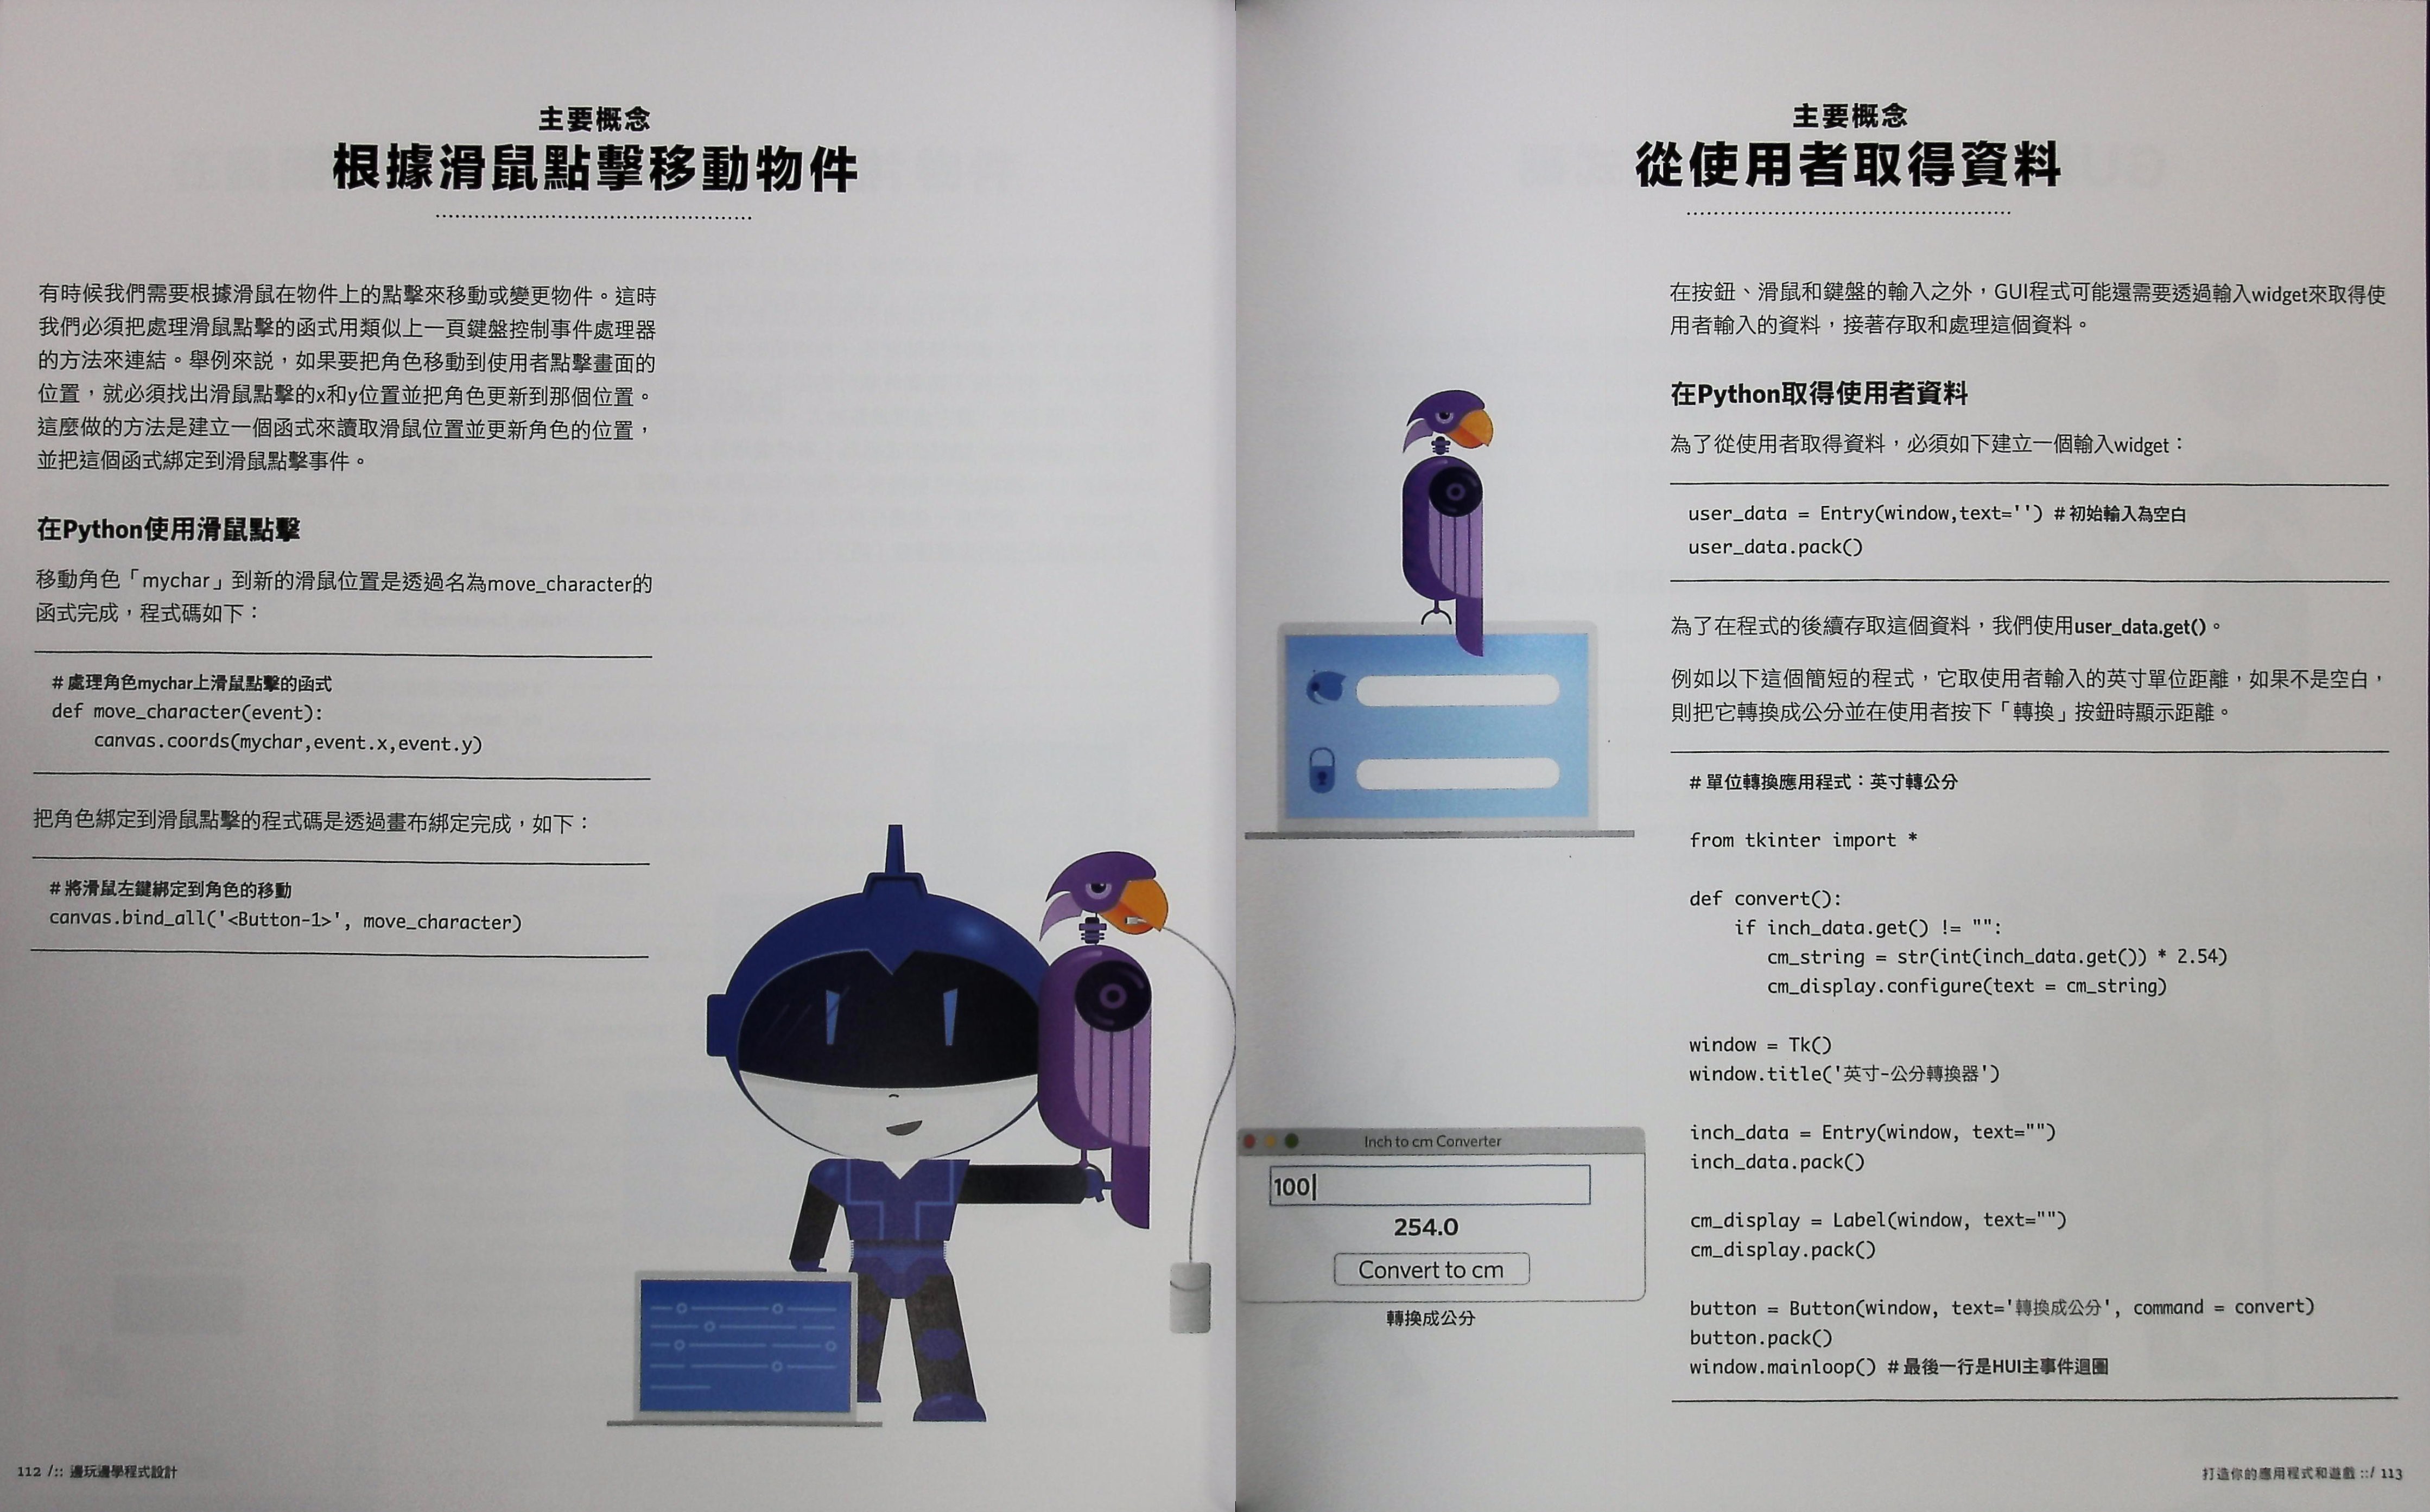 主要概念
根據滑鼠點擊移動物件
有時候我們需要根據滑鼠在物件上的點擊來移動或變更物件。這時
我們必須把處理滑鼠點擊的函式用類似上一頁鍵盤控制事件處理器
的方法來連結。舉例來説，如果要把角色移動到使用者點擊畫面的
位置，就必須找出滑鼠點擊的x和y位置並把角色更新到那個位置。
這麼做的方法是建立一個函式來讀取滑鼠位置並更新角色的位置，
並把這個函式綁定到滑鼠點擊事件。
在Python使用滑鼠點擊
移動角色「mychar」到新的滑鼠位置是透過名為move_character的
函式完成，程式碼如下：
# 處理角色mychar上滑鼠點擊的函式
def move_character(event):
    canvas.coords(mychar,event.x,event.y)
把角色綁定到滑鼠點擊的程式碼是透過畫布綁定完成，如下：
# 將滑鼠左鍵綁定到角色的移動
canvas.bind_all('<Button-1>', move_character)
112 /:: 邊玩邊學程式設計
主要概念
從使用者取得資料
在按鈕、滑鼠和鍵盤的輸入之外，GUI程式可能還需要透過輸入widget來取得使
用者輸入的資料，接著存取和處理這個資料。
在Python取得使用者資料
為了從使用者取得資料，必須如下建立一個輸入widget：
user_data = Entry(window,text='') # 初始輸入為空白
user_data.pack()
為了在程式的後續存取這個資料，我們使用user_data.get()。
例如以下這個簡短的程式，它取使用者輸入的英寸單位距離，如果不是空白，
則把它轉換成公分並在使用者按下「轉換」按鈕時顯示距離。
# 單位轉換應用程式：英寸轉公分
from tkinter import *
def convert():
    if inch_data.get() != "":
       cm_string = str(int(inch_data.get()) * 2.54)
       cm_display.configure(text = cm_string)
window = Tk()
window.title('英寸-公分轉換器')
inch_data = Entry(window, text="")
inch_data.pack()
cm_display = Label(window, text="")
cm_display.pack()
button = Button(window, text='轉換成公分', command = convert)
button.pack()
window.mainloop() # 最後一行是HUI主事件迴圈
Inch to cm Converter
100
254.0
Convert to cm
轉換成公分
打造你的應用程式和遊戲 ::/ 113